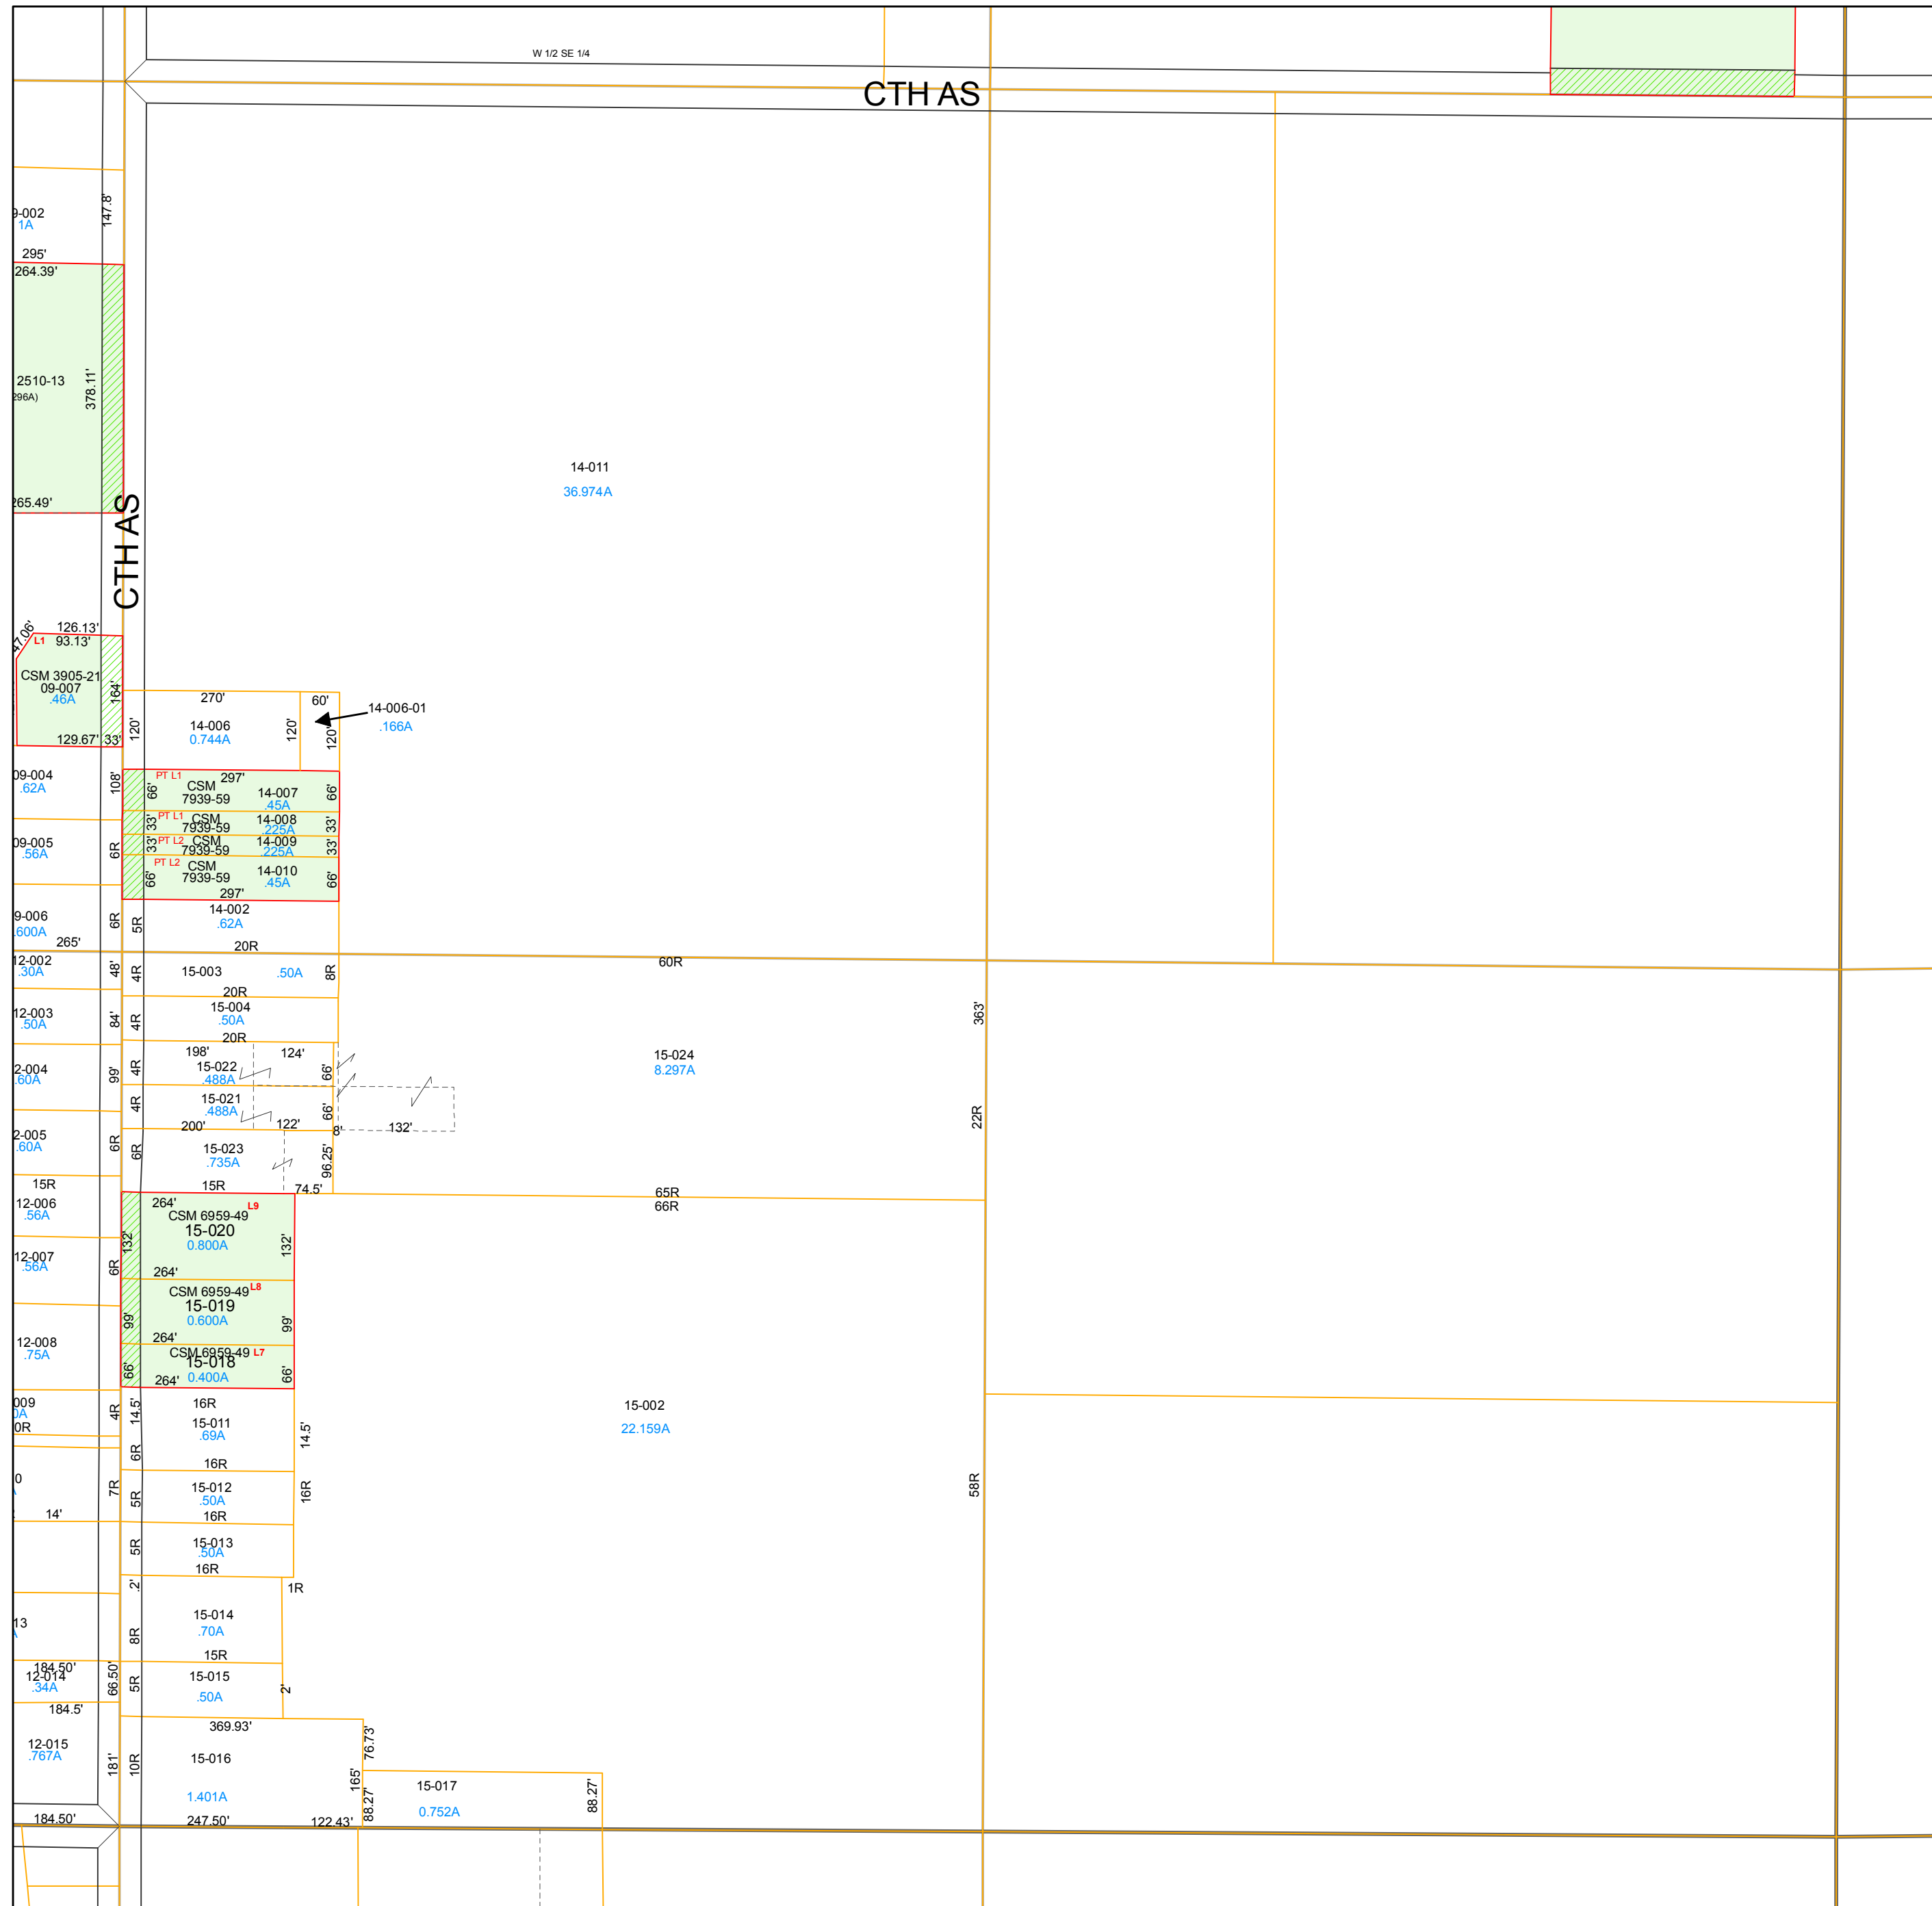 W 1/2 SE 1/4
CTH AS
147.8'
9-002
1A
295'
264.39'
378.11'
2510-13
296A)
265.49'
CTH AS
14-011
36.974A
47.06'
126.13'
L1
93.13'
CSM 3905-21
09-007
.46A
164'
129.67'
33'
120'
270'
14-006
0.744A
120'
60'
120'
14-006-01
.166A
09-004
.62A
108'
PT L1
297'
66'
CSM
7939-59
14-007
.45A
66'
33'
PT L1
CSM
7939-59
14-008
.225A
33'
09-005
.56A
6R
33'
PT L2
CSM
7939-59
14-009
.225A
33'
PT L2
66'
CSM
7939-59
14-010
.45A
66'
297'
9-006
.600A
6R
5R
14-002
.62A
265'
20R
60R
12-002
.30A
48'
4R
15-003
.50A
8R
20R
12-003
.50A
84'
4R
15-004
.50A
20R
363'
2-004
.60A
99'
4R
198'
124'
15-022
.488A
66'
15-024
8.297A
4R
15-021
.488A
66'
22R
200'
122'
8'
132'
2-005
.60A
6R
6R
15-023
.735A
96.25'
15R
15R
74.5'
65R
66R
12-006
.56A
264'
L9
CSM 6959-49
15-020
0.800A
132'
132'
264'
12-007
.56A
6R
CSM 6959-49
L8
15-019
0.600A
99'
99'
264'
12-008
.75A
CSM 6959-49
L7
15-018
0.400A
66'
66'
264'
009
0A
0R
4R
14.5'
16R
15-011
.69A
6R
16R
14.5'
15-002
22.159A
0
7R
5R
15-012
.50A
16R
16R
58R
14'
5R
15-013
.50A
16R
.2'
1R
13
8R
15-014
.70A
15R
184.50'
12-014
.34A
66.50'
5R
15-015
.50A
2'
184.5'
369.93'
76.73'
12-015
.767A
181'
10R
15-016
1.401A
165'
88.27'
15-017
0.752A
88.27'
184.50'
247.50'
122.43'